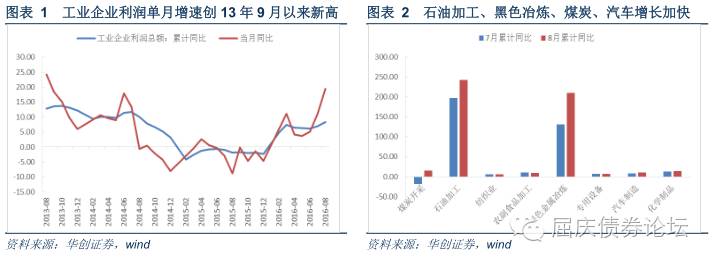 图表 1 工业企业利润单月增速创 13 年 9 月以来新高
工业企业利润总额：累计同比 当月同比
30.00
25.00
20.00
15.00
10.00
5.00
0.00
-5.00
-10.00
-15.00
2013-08
2013-10
2013-12
2014-02
2014-04
2014-06
2014-08
2014-10
2014-12
2015-02
2015-04
2015-06
2015-08
2015-10
2015-12
2016-02
2016-04
2016-06
2016-08
资料来源：华创证券，wind
图表 2 石油加工、黑色冶炼、煤炭、汽车增长加快
7月累计同比 8月累计同比
300.00
250.00
200.00
150.00
100.00
50.00
0.00
-50.00
煤炭开采
石油加工
纺织业
农副食品加工
黑色金属冶炼
专用设备
汽车制造
化学制品
资料来源：华创证券，wind
屈庆债券论坛